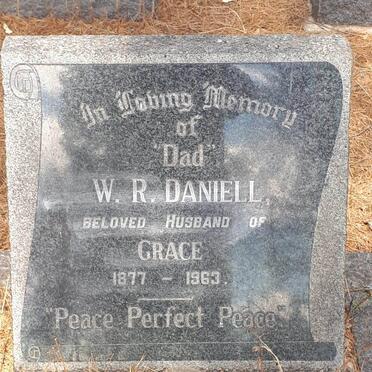 In Loving Memory
of
"Dad"
W. R. DANIELL,
BELOVED HUSBAND OF
GRACE
1877 - 1963.
"Peace Perfect Peace"